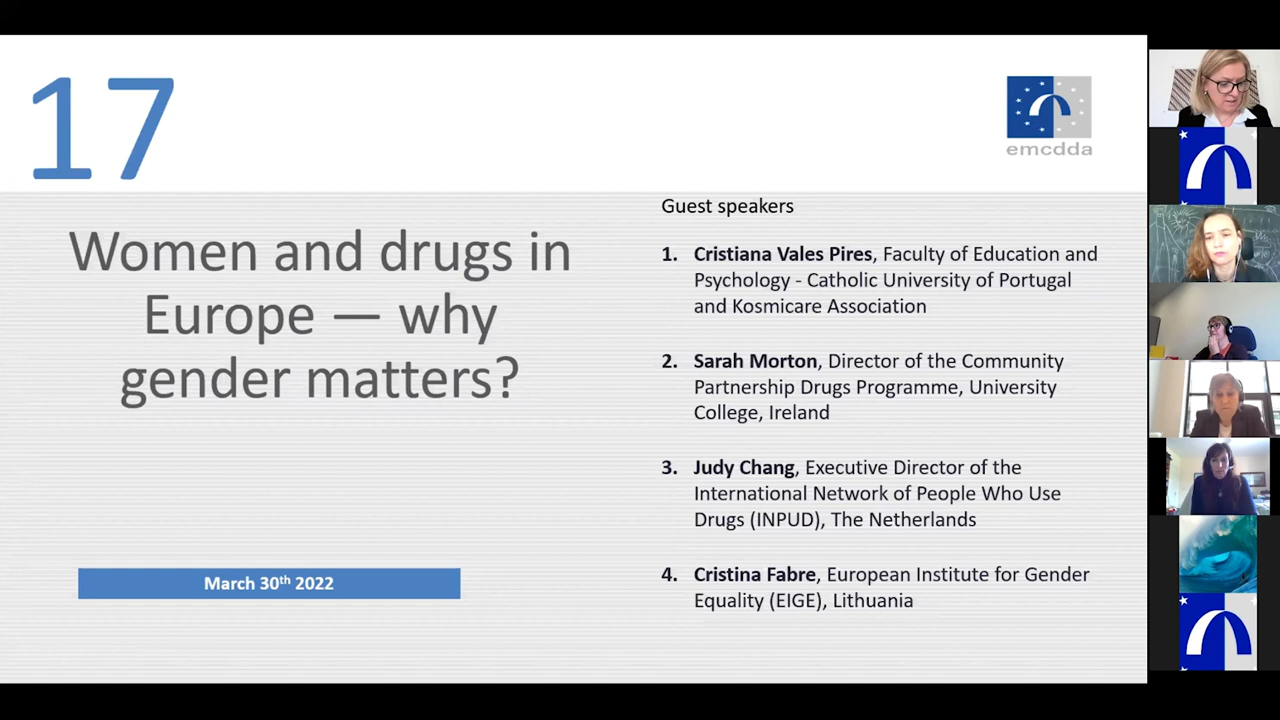 17
emcdda
Women and drugs in
Europe — why
gender matters?
March 30th 2022
Guest speakers
1. Cristiana Vales Pires, Faculty of Education and
Psychology - Catholic University of Portugal
and Kosmicare Association
2. Sarah Morton, Director of the Community
Partnership Drugs Programme, University
College, Ireland
3. Judy Chang, Executive Director of the
International Network of People Who Use
Drugs (INPUD), The Netherlands
4. Cristina Fabre, European Institute for Gender
Equality (EIGE), Lithuania